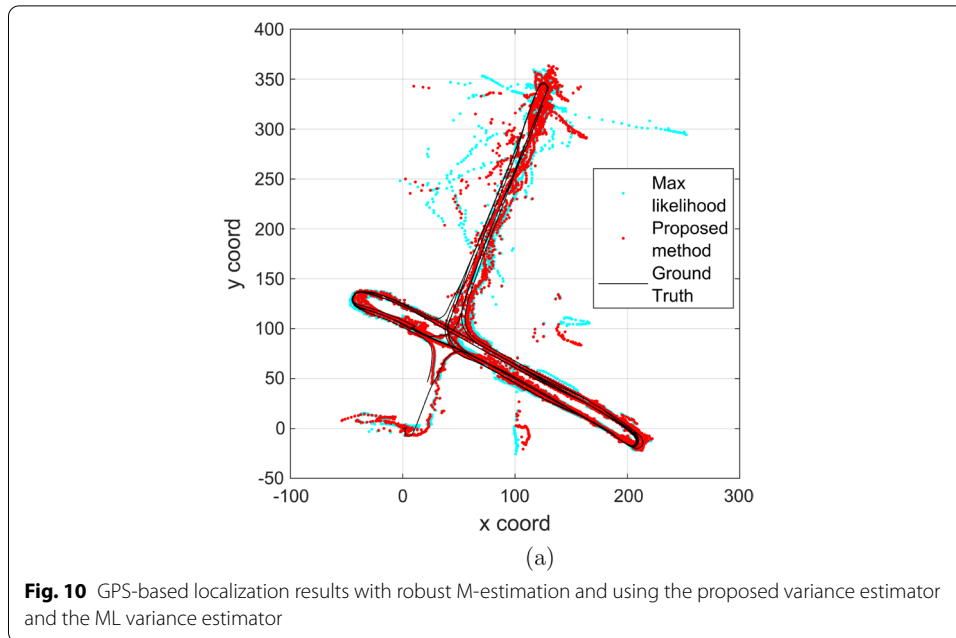 400
350
300
250
200
150
100
50
0
-50
y coord
Max
likelihood
Proposed
method
Ground
Truth
-100 0 100 200 300
x coord
(a)
Fig. 10 GPS-based localization results with robust M-estimation and using the proposed variance estimator
and the ML variance estimator